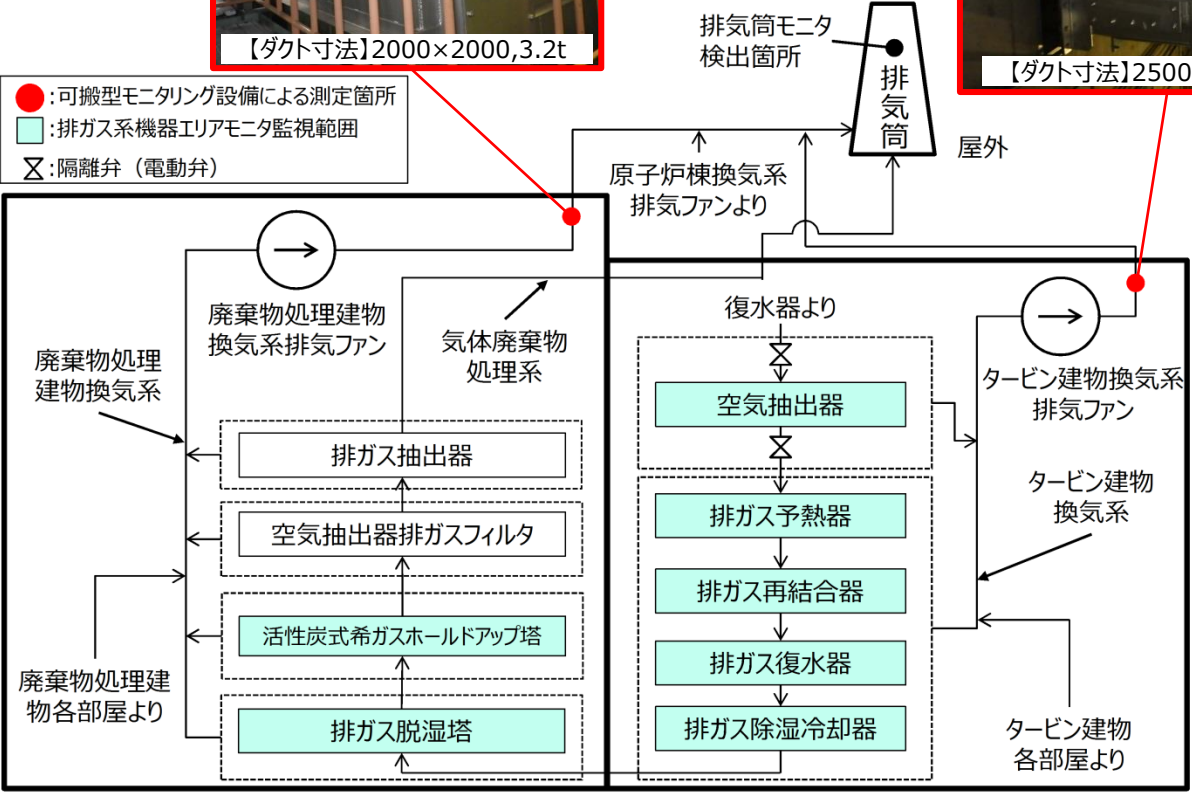 【ダクト寸法】2000×2000,3.2t
【ダクト寸法】2500
排気筒モニタ
検出箇所
排気筒
屋外
:可搬型モニタリング設備による測定箇所
:排ガス系機器エリアモニタ監視範囲
:隔離弁（電動弁）
原子炉棟換気系
排気ファンより
廃棄物処理建物
換気系排気ファン
気体廃棄物
処理系
廃棄物処理
建物換気系
排ガス抽出器
空気抽出器排ガスフィルタ
活性炭式希ガスホールドアップ塔
排ガス脱湿塔
廃棄物処理建
物各部屋より
復水器より
空気抽出器
排ガス予熱器
排ガス再結合器
排ガス復水器
排ガス除湿冷却器
タービン建物換気系
排気ファン
タービン建物
換気系
タービン建物
各部屋より